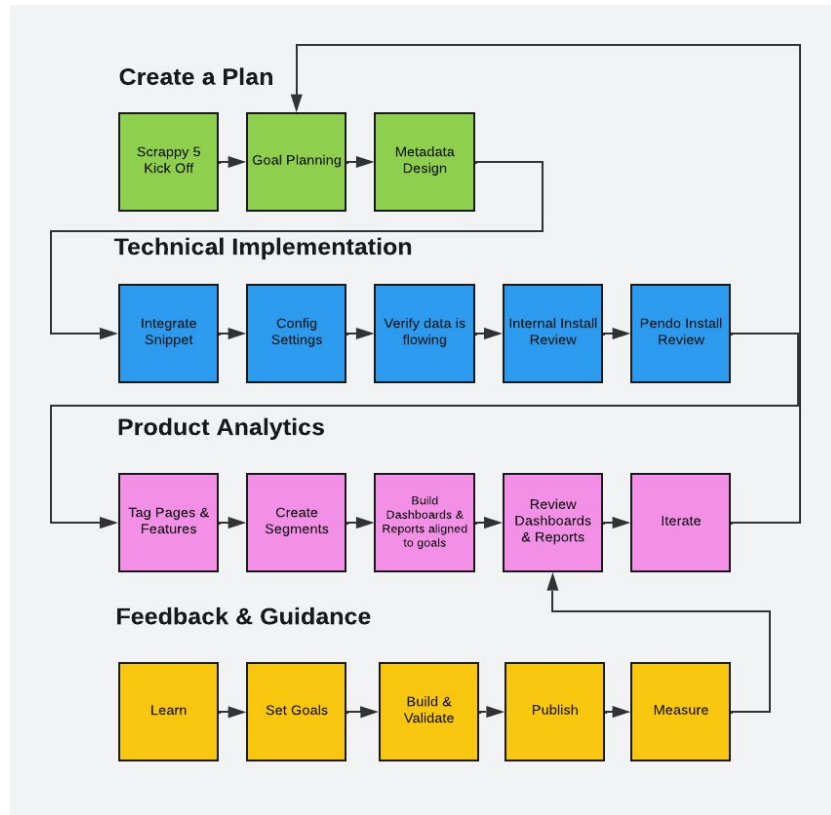 Create a Plan
Scrappy 5
Kick Off
Goal Planning
Metadata
Design
Technical Implementation
Integrate
Snippet
Config
Settings
Verify data is
flowing
Internal Install
Review
Pendo Install
Review
Product Analytics
Tag Pages &
Features
Create
Segments
Build
Dashboards &
Reports aligned
to goals
Review
Dashboards
& Reports
Iterate
Feedback & Guidance
Learn
Set Goals
Build &
Validate
Publish
Measure